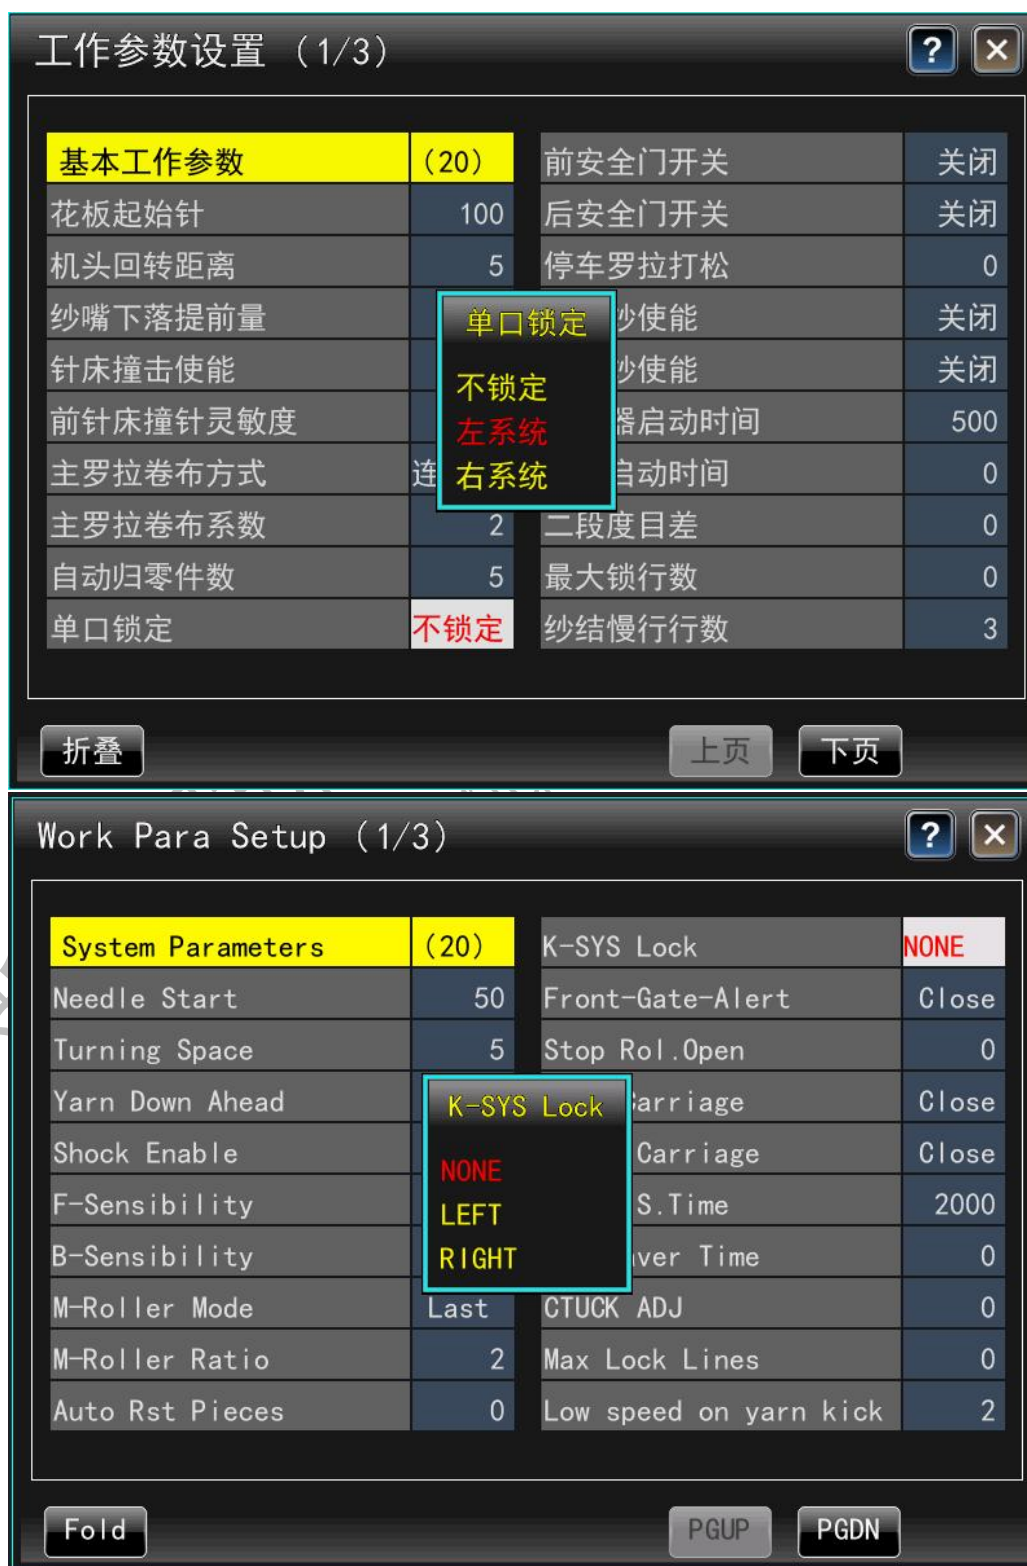 工作参数设置 (1/3)
? ×
基本工作参数 (20) 前安全门开关 关闭
花板起始针 100 后安全门开关 关闭
机头回转距离 5 停车罗拉打松 0
纱嘴下落提前量 使能 关闭
单口锁定
针床撞击使能 使能 关闭
不锁定
前针床撞针灵敏度 启动时间 500
左系统
主罗拉卷布方式 连 启动时间 0
右系统
主罗拉卷布系数 2 二段度目差 0
自动归零件数 5 最大锁行数 0
单口锁定 不锁定 纱结慢行行数 3
折叠 上页 下页
Work Para Setup (1/3)
? ×
System Parameters (20) K-SYS Lock NONE
Needle Start 50 Front-Gate-Alert Close
Turning Space 5 Stop Rol.Open 0
Yarn Down Ahead arriage Close
K-SYS Lock
Shock Enable Carriage Close
NONE
F-Sensibility S.Time 2000
LEFT
B-Sensibility ver Time 0
RIGHT
M-Roller Mode Last CTUCK ADJ 0
M-Roller Ratio 2 Max Lock Lines 0
Auto Rst Pieces 0 Low speed on yarn kick 2
Fold PGUP PGDN